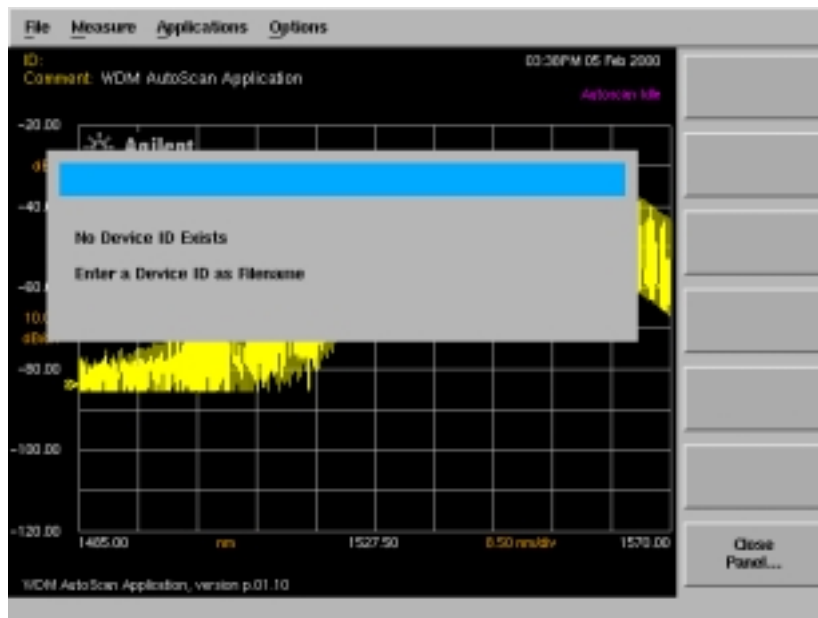 File Measure Applications Options
ID:
03:38PM 05 Feb 2000
Comment: WDM AutoScan Application
Autoscan Idle
-20.00
Agilent
-40
No Device ID Exists
Enter a Device ID as Filename
10.
-80.00
-100.00
-120.00
1485.00 nm 1527.50 8.50 nm/div 1570.00
Close
Panel...
WDM AutoScan Application, version p.01.10